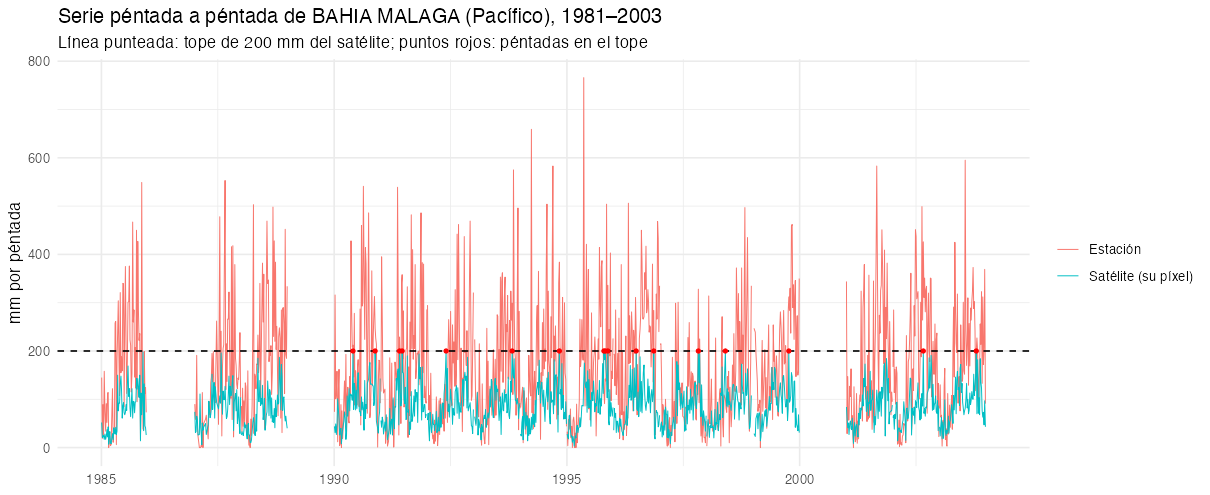 Serie péntada a péntada de BAHIA MALAGA (Pacífico), 1981–2003
Línea punteada: tope de 200 mm del satélite; puntos rojos: péntadas en el tope
mm por péntada
800
600
400
200
0
1985
1990
1995
2000
Estación
Satélite (su píxel)